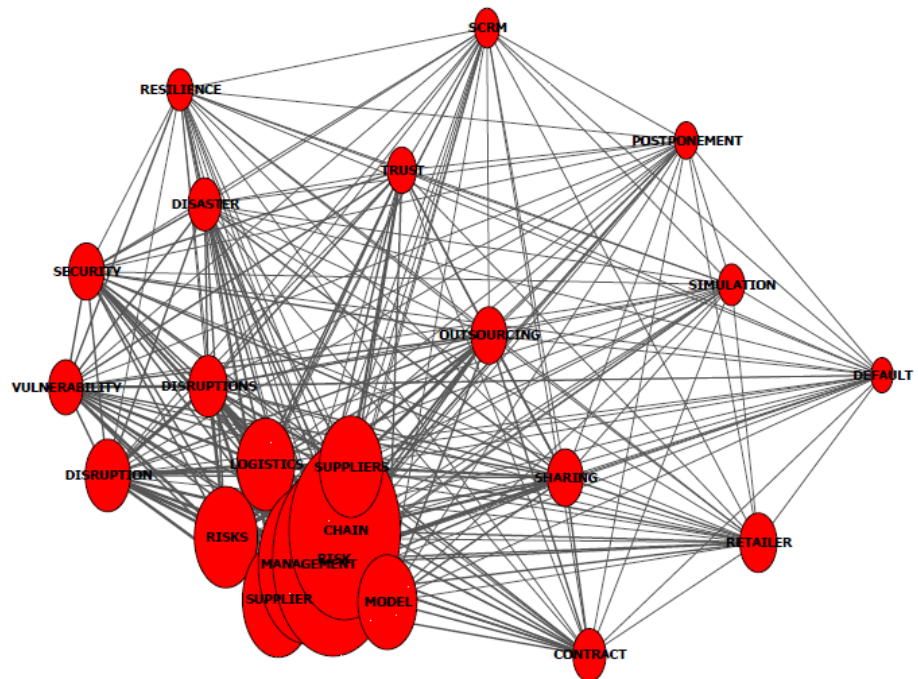 SCRM
RESILIENCE
POSTPONEMENT
TRUST
DISASTER
SECURITY
SIMULATION
OUTSOURCING
DEFAULT
VULNERABILITY
DISRUPTIONS
LOGISTICS
SUPPLIERS
DISRUPTION
SHARING
CHAIN
RISKS
RETAILER
RISK
MANAGEMENT
SUPPLIER
MODEL
CONTRACT